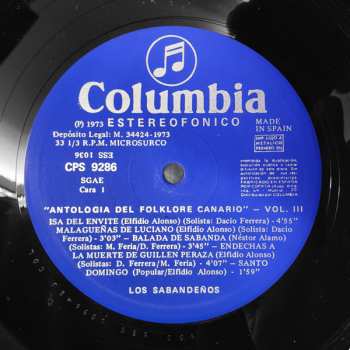 Columbia
(P) 1973 ESTEREOFONICO
Depósito Legal: M. 34424-1973
33 1/3 R.P.M. MICROSURCO
SSE 1036
CPS 9286
SGAE
Cara 1
MADE
IN SPAIN
"ANTOLOGIA DEL FOLKLORE CANARIO" - VOL. III
ISA DEL ENVITE (Elfidio Alonso) (Solista: Dacio Ferrera) - 4'55"
MALAGUEÑAS DE LUCIANO (Elfidio Alonso) (Solista: Dacio
Ferrera) - 3'03" - BALADA DE SABANDA (Néstor Alamo)
(Solistas: M. Feria/D. Ferrera) - 3'45" - ENDECHAS A
LA MUERTE DE GUILLEN PERAZA (Elfidio Alonso)
(Solistas: D. Ferrera/M. Feria) - 4'07" - SANTO
DOMINGO (Popular/Elfidio Alonso) - 1'59"
LOS SABANDEÑOS